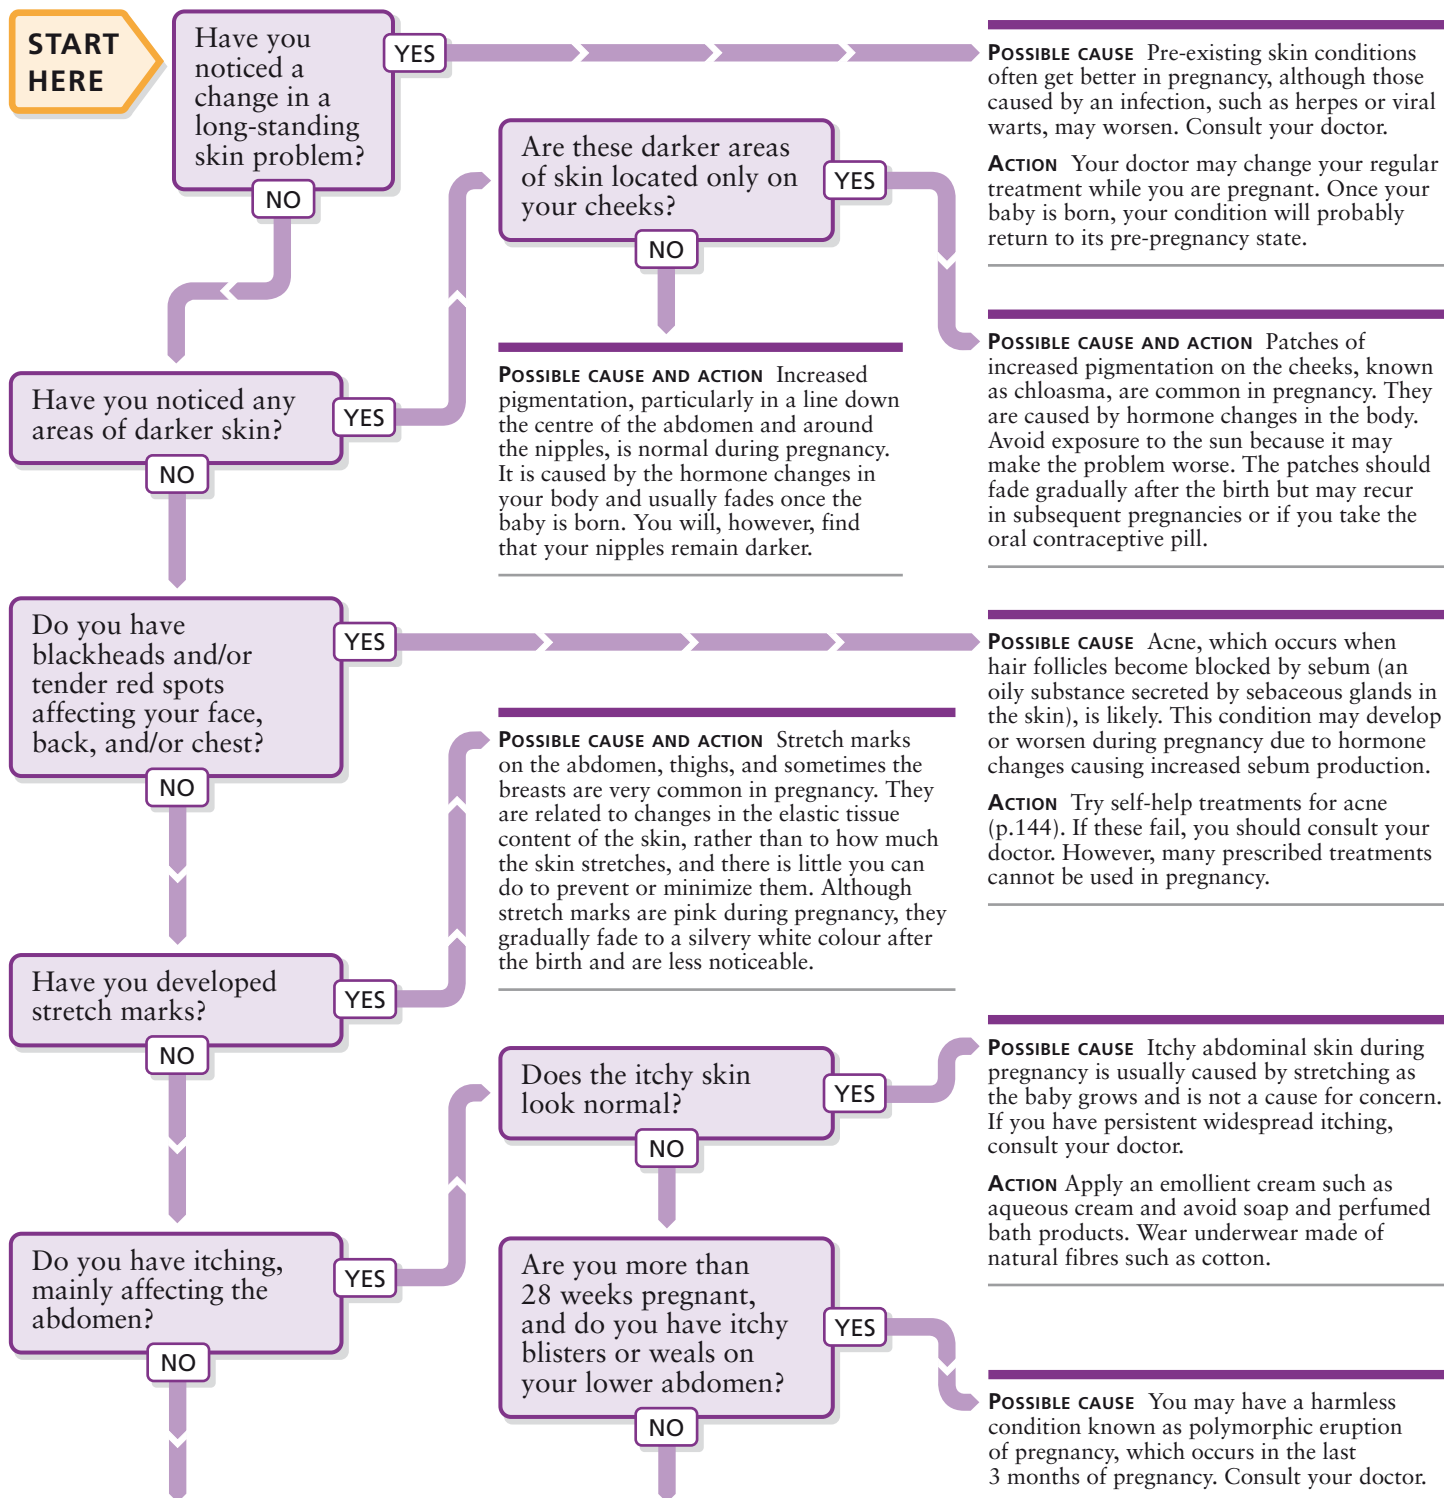 START
HERE
Have you
noticed a
change in a
long-standing
skin problem?
YES
NO
POSSIBLE CAUSE Pre-existing skin conditions
often get better in pregnancy, although those
caused by an infection, such as herpes or viral
warts, may worsen. Consult your doctor.
ACTION Your doctor may change your regular
treatment while you are pregnant. Once your
baby is born, your condition will probably
return to its pre-pregnancy state.
Are these darker areas
of skin located only on
your cheeks?
YES
NO
POSSIBLE CAUSE AND ACTION Patches of
increased pigmentation on the cheeks, known
as chloasma, are common in pregnancy. They
are caused by hormone changes in the body.
Avoid exposure to the sun because it may
make the problem worse. The patches should
fade gradually after the birth but may recur
in subsequent pregnancies or if you take the
oral contraceptive pill.
Have you noticed any
areas of darker skin?
YES
NO
POSSIBLE CAUSE AND ACTION Increased
pigmentation, particularly in a line down
the centre of the abdomen and around
the nipples, is normal during pregnancy.
It is caused by the hormone changes in
your body and usually fades once the
baby is born. You will, however, find
that your nipples remain darker.
Do you have
blackheads and/or
tender red spots
affecting your face,
back, and/or chest?
YES
NO
POSSIBLE CAUSE Acne, which occurs when
hair follicles become blocked by sebum (an
oily substance secreted by sebaceous glands in
the skin), is likely. This condition may develop
or worsen during pregnancy due to hormone
changes causing increased sebum production.
ACTION Try self-help treatments for acne
(p.144). If these fail, you should consult your
doctor. However, many prescribed treatments
cannot be used in pregnancy.
POSSIBLE CAUSE AND ACTION Stretch marks
on the abdomen, thighs, and sometimes the
breasts are very common in pregnancy. They
are related to changes in the elastic tissue
content of the skin, rather than to how much
the skin stretches, and there is little you can
do to prevent or minimize them. Although
stretch marks are pink during pregnancy, they
gradually fade to a silvery white colour after
the birth and are less noticeable.
Have you developed
stretch marks?
YES
NO
Does the itchy skin
look normal?
YES
NO
POSSIBLE CAUSE Itchy abdominal skin during
pregnancy is usually caused by stretching as
the baby grows and is not a cause for concern.
If you have persistent widespread itching,
consult your doctor.
ACTION Apply an emollient cream such as
aqueous cream and avoid soap and perfumed
bath products. Wear underwear made of
natural fibres such as cotton.
Do you have itching,
mainly affecting the
abdomen?
YES
NO
Are you more than
28 weeks pregnant,
and do you have itchy
blisters or weals on
your lower abdomen?
YES
NO
POSSIBLE CAUSE You may have a harmless
condition known as polymorphic eruption
of pregnancy, which occurs in the last
3 months of pregnancy. Consult your doctor.